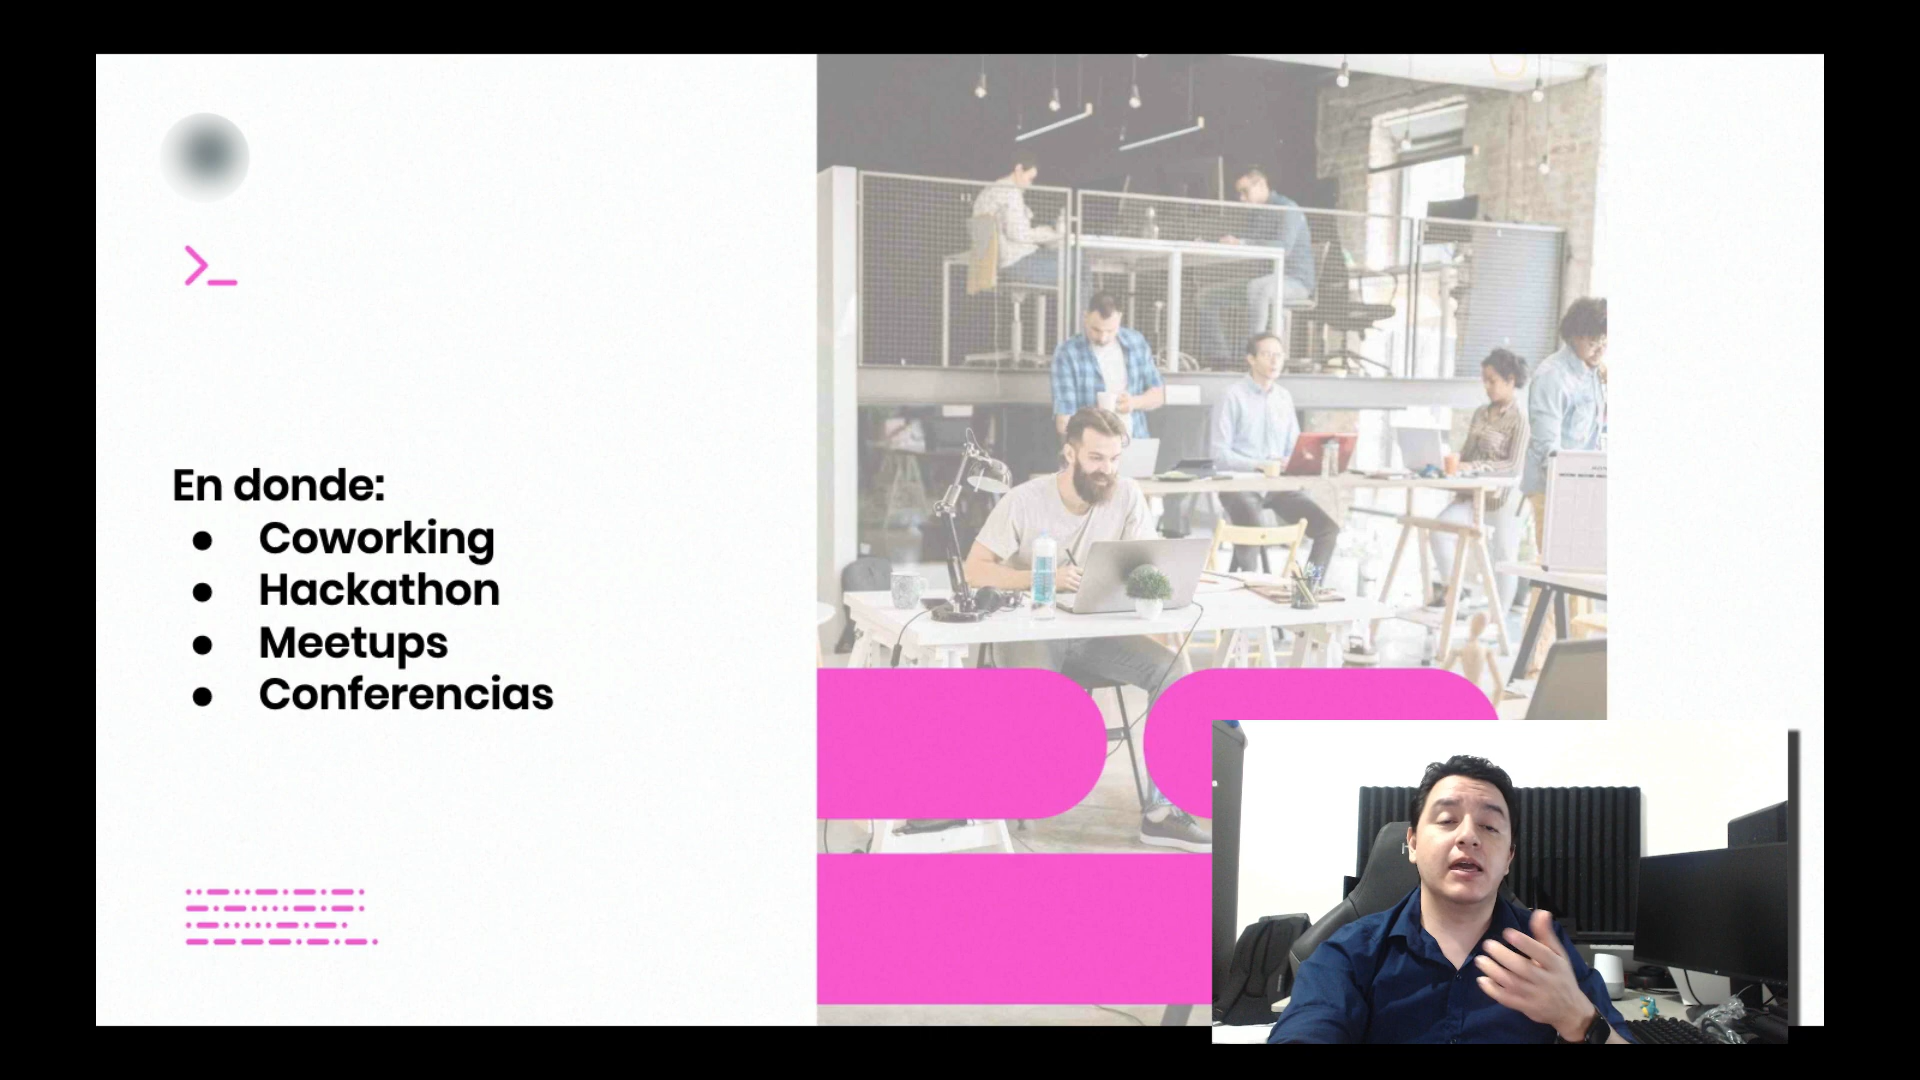 En donde:
● Coworking
● Hackathon
● Meetups
● Conferencias